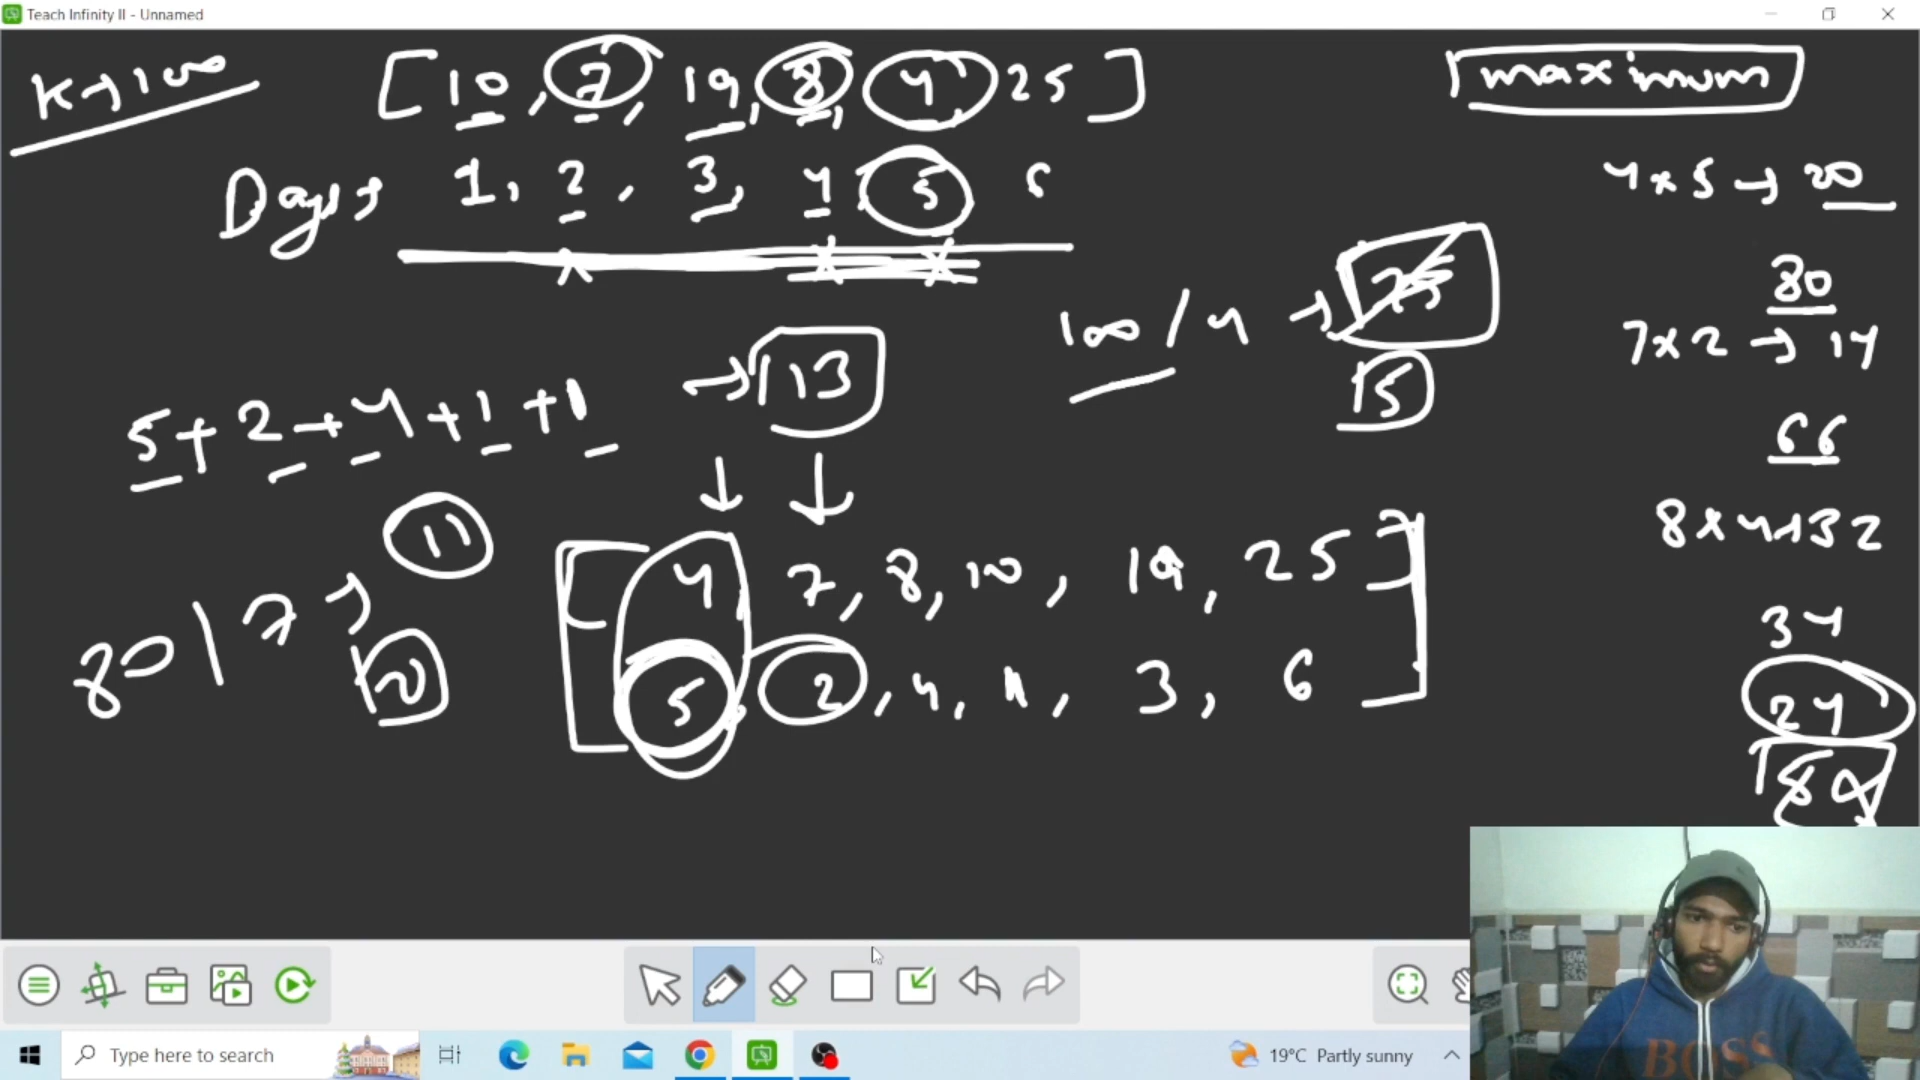 Teach Infinity II - Unnamed
K→100
[10, 7, 19, 8, 4, 25]
maximum
Days → 1, 2, 3, 4, 5 6
4×5 → 20
80
7×2 → 14
100/4 → 25
15
→ 13
5+2+4+1+1
66
11
8×4→32
80/7 →
2
[4, 7, 8, 10, 19, 25]
34
5, 2, 4, 1, 3, 6
24
BOSS
Type here to search
19°C Partly sunny